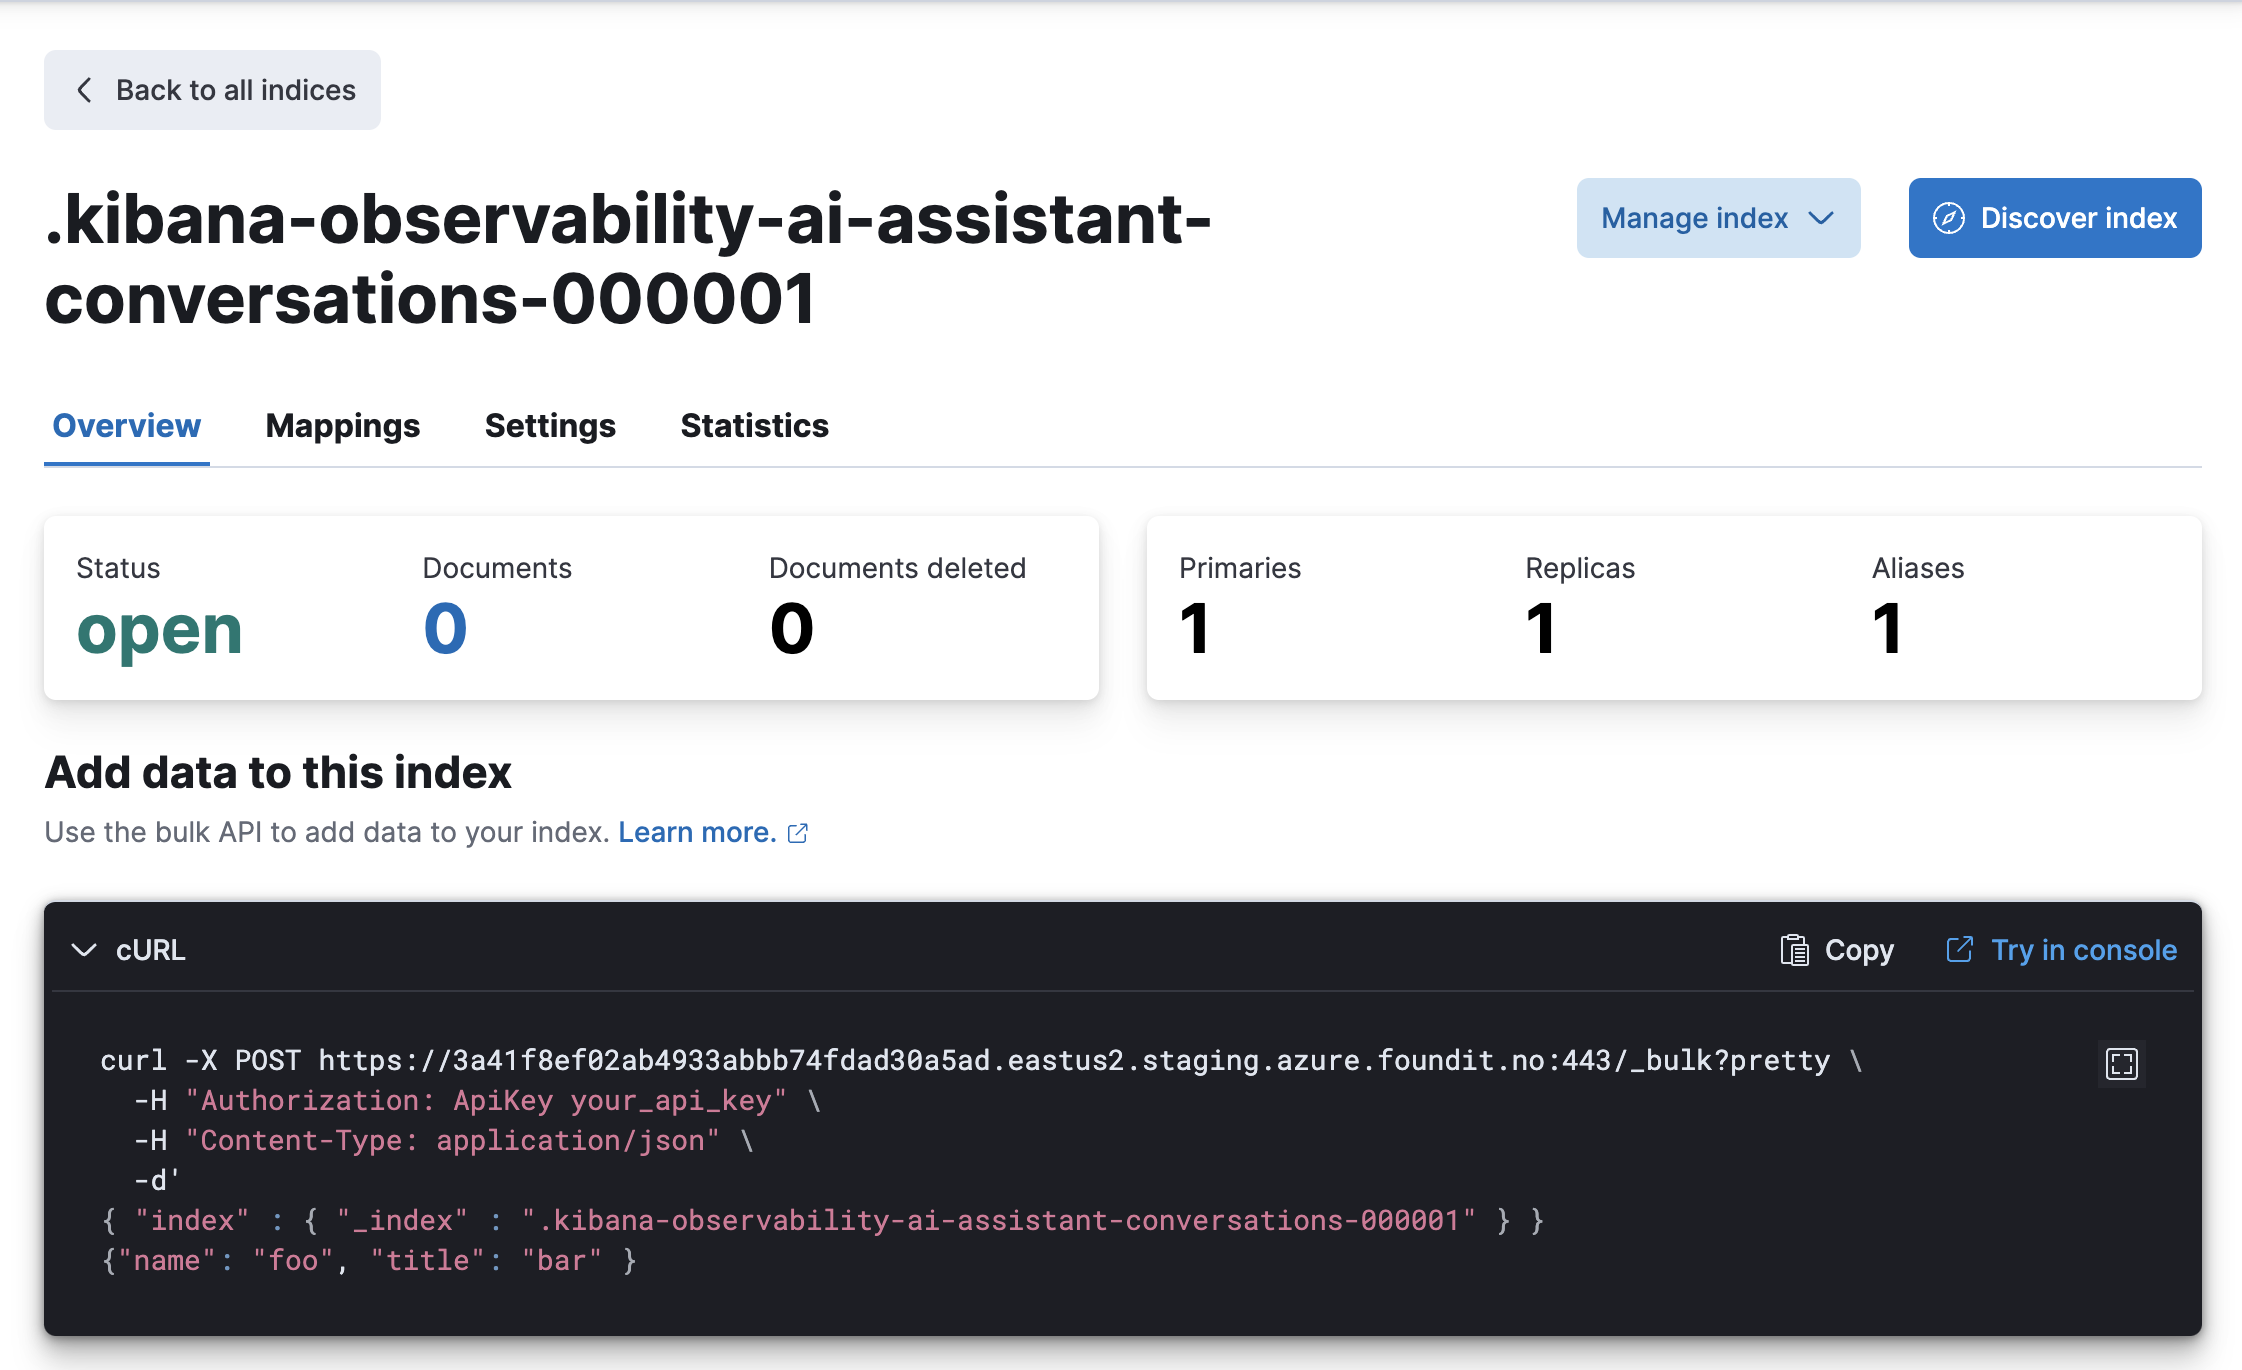 Back to all indices
.kibana-observability-ai-assistant-
conversations-000001
Manage index
Discover index
Overview
Mappings
Settings
Statistics
Status
open
Documents
0
Documents deleted
0
Primaries
1
Replicas
1
Aliases
1
Add data to this index
Use the bulk API to add data to your index. Learn more.
cURL
Copy
Try in console
curl -X POST https://3a41f8ef02ab4933abbb74fdad30a5ad.eastus2.staging.azure.foundit.no:443/_bulk?pretty \
-H "Authorization: ApiKey your_api_key" \
-H "Content-Type: application/json" \
-d'
{ "index" : { "_index" : ".kibana-observability-ai-assistant-conversations-000001" } }
{"name": "foo", "title": "bar" }